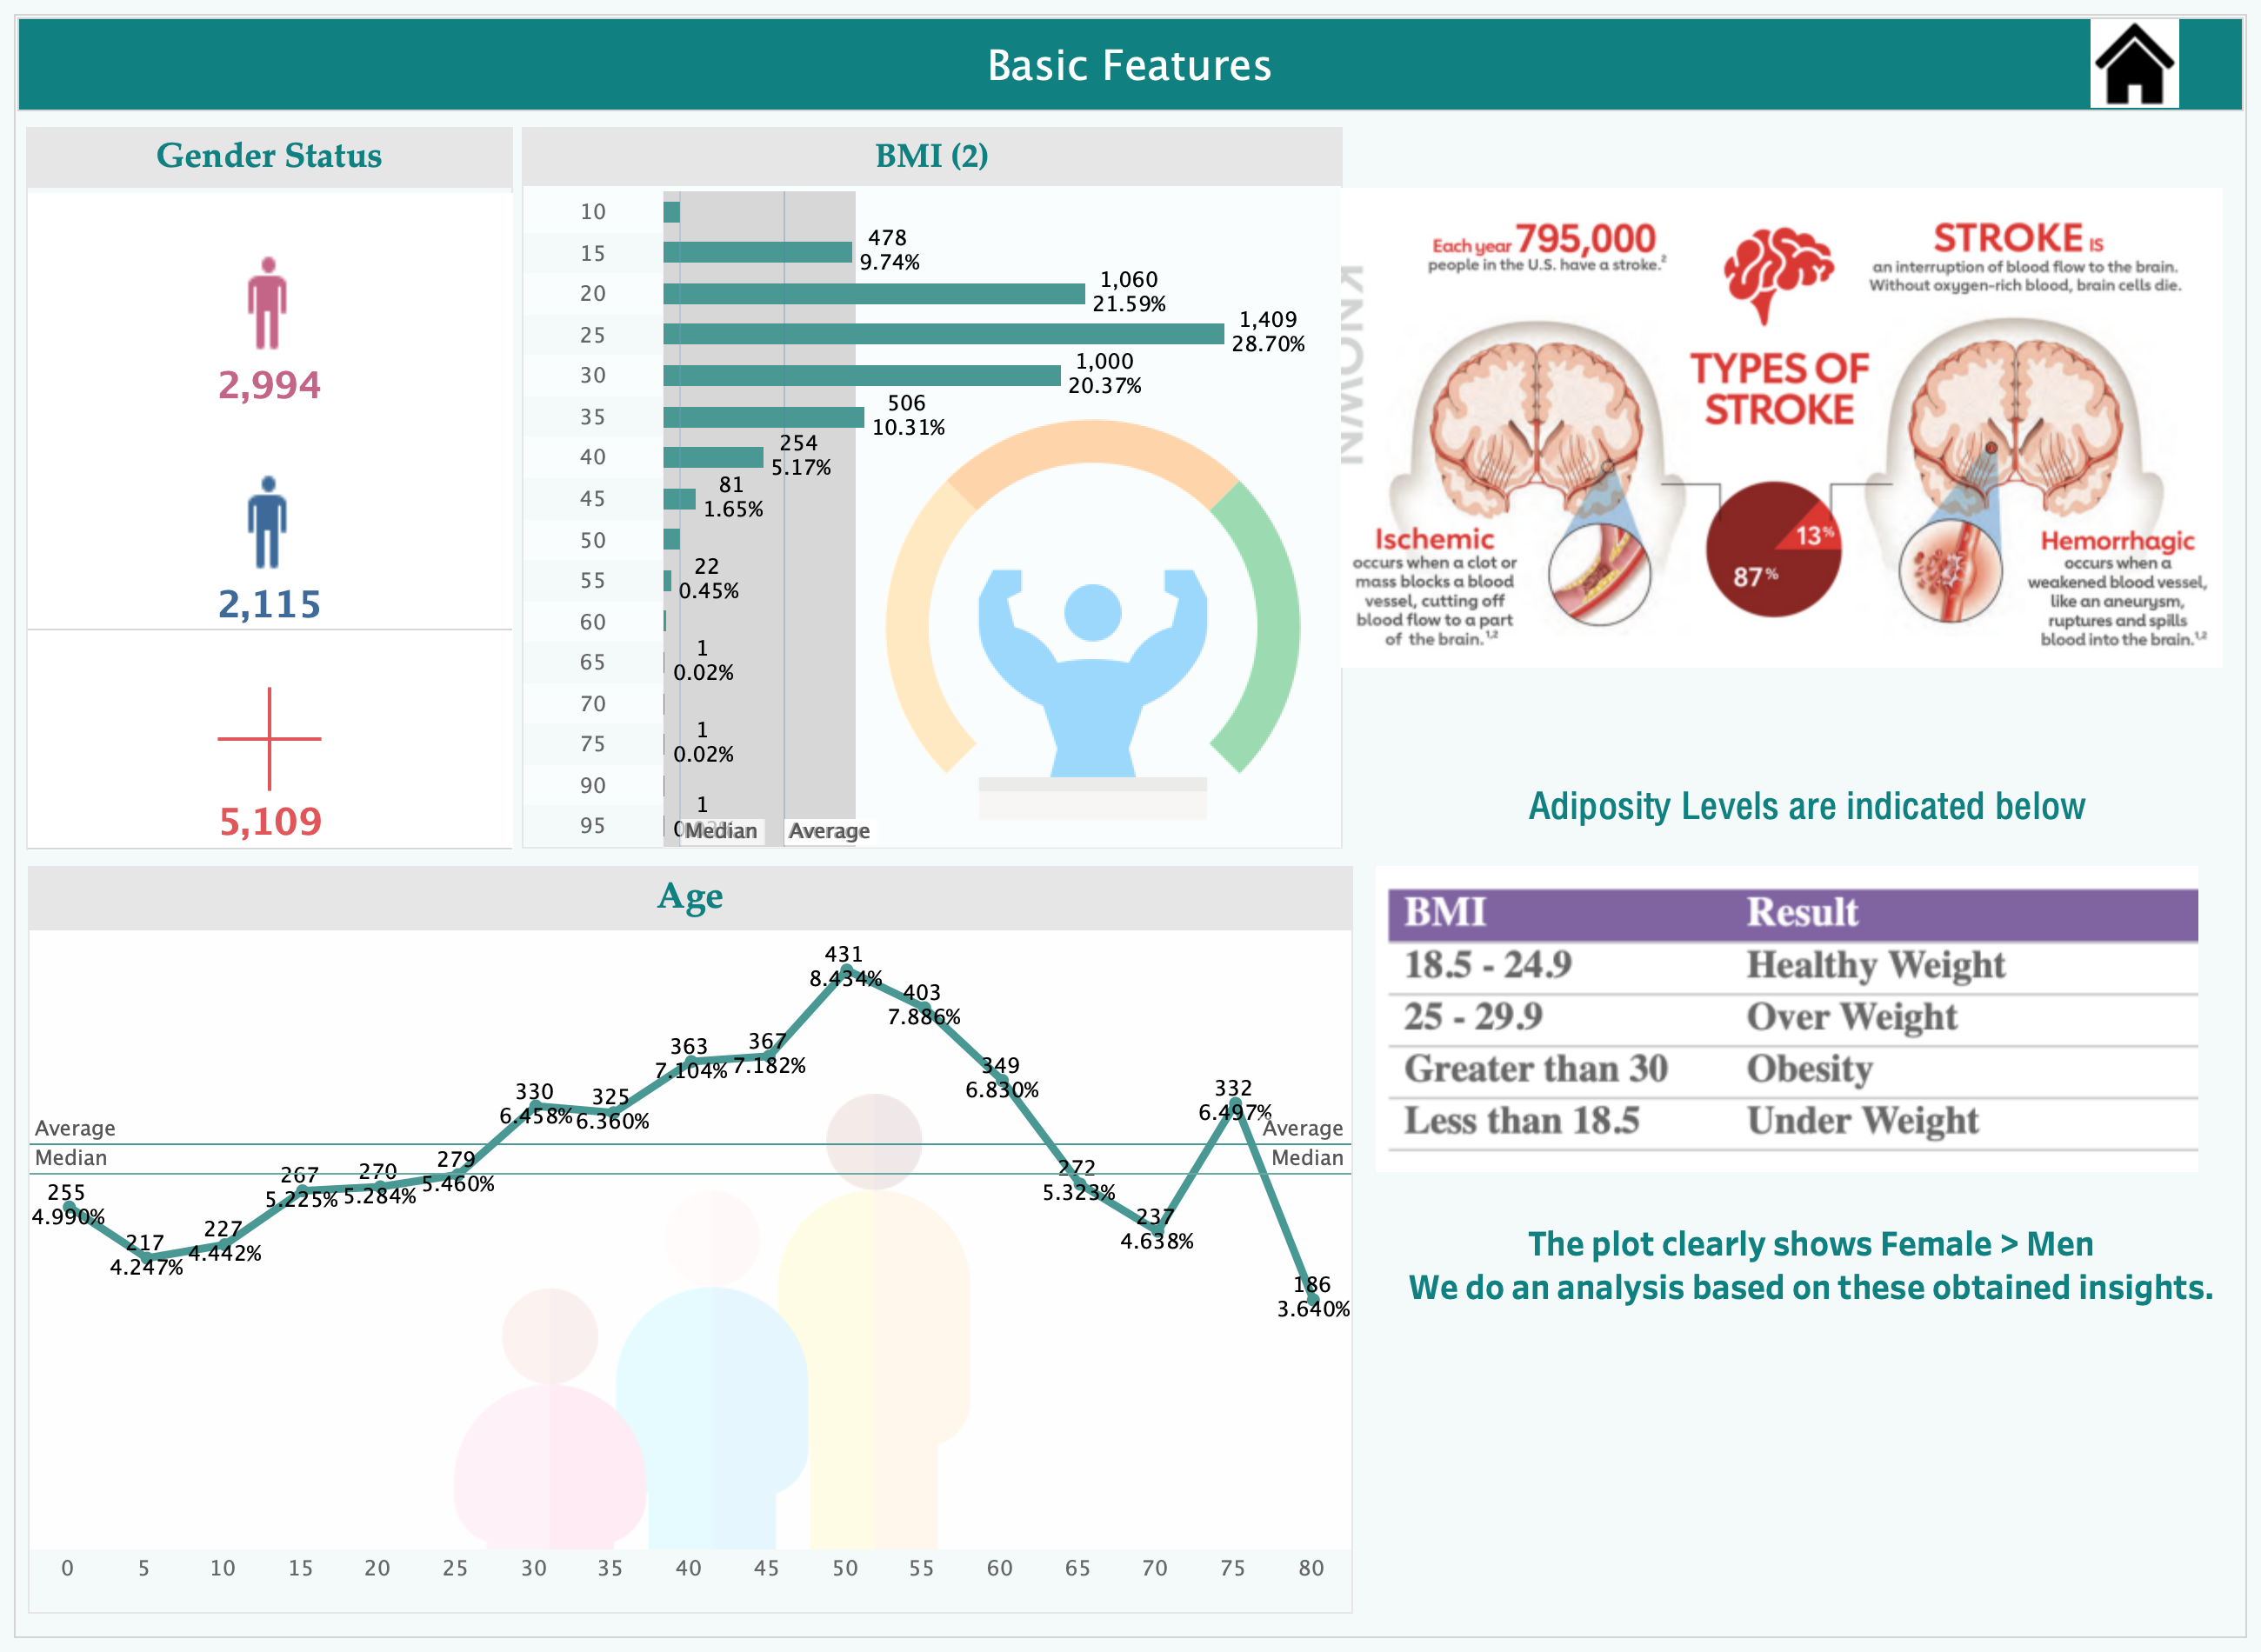 Basic Features
Gender Status
2,994
2,115
5,109
BMI (2)
10
15
478
9.74%
20
1,060
21.59%
25
1,409
28.70%
30
1,000
20.37%
35
506
10.31%
40
254
5.17%
45
81
1.65%
50
55
22
0.45%
60
65
1
0.02%
70
75
1
0.02%
90
95
1
Median
Average
KNOWN
Each year 795,000
people in the U.S. have a stroke.²
STROKE IS
an interruption of blood flow to the brain.
Without oxygen-rich blood, brain cells die.
TYPES OF
STROKE
Ischemic
occurs when a clot or
mass blocks a blood
vessel, cutting off
blood flow to a part
of the brain.¹,²
87%
13%
Hemorrhagic
occurs when a
weakened blood vessel,
like an aneurysm,
ruptures and spills
blood into the brain.¹,²
Adiposity Levels are indicated below
BMI Result
18.5 - 24.9 Healthy Weight
25 - 29.9 Over Weight
Greater than 30 Obesity
Less than 18.5 Under Weight
The plot clearly shows Female > Men
We do an analysis based on these obtained insights.
Age
Average
Median
255
4.990%
217
4.247%
227
4.442%
267
5.225%
270
5.284%
279
5.460%
330
6.458%
325
6.360%
363
7.104%
367
7.182%
431
8.434%
403
7.886%
349
6.830%
272
5.323%
237
4.638%
332
6.497%
186
3.640%
Average
Median
0 5 10 15 20 25 30 35 40 45 50 55 60 65 70 75 80